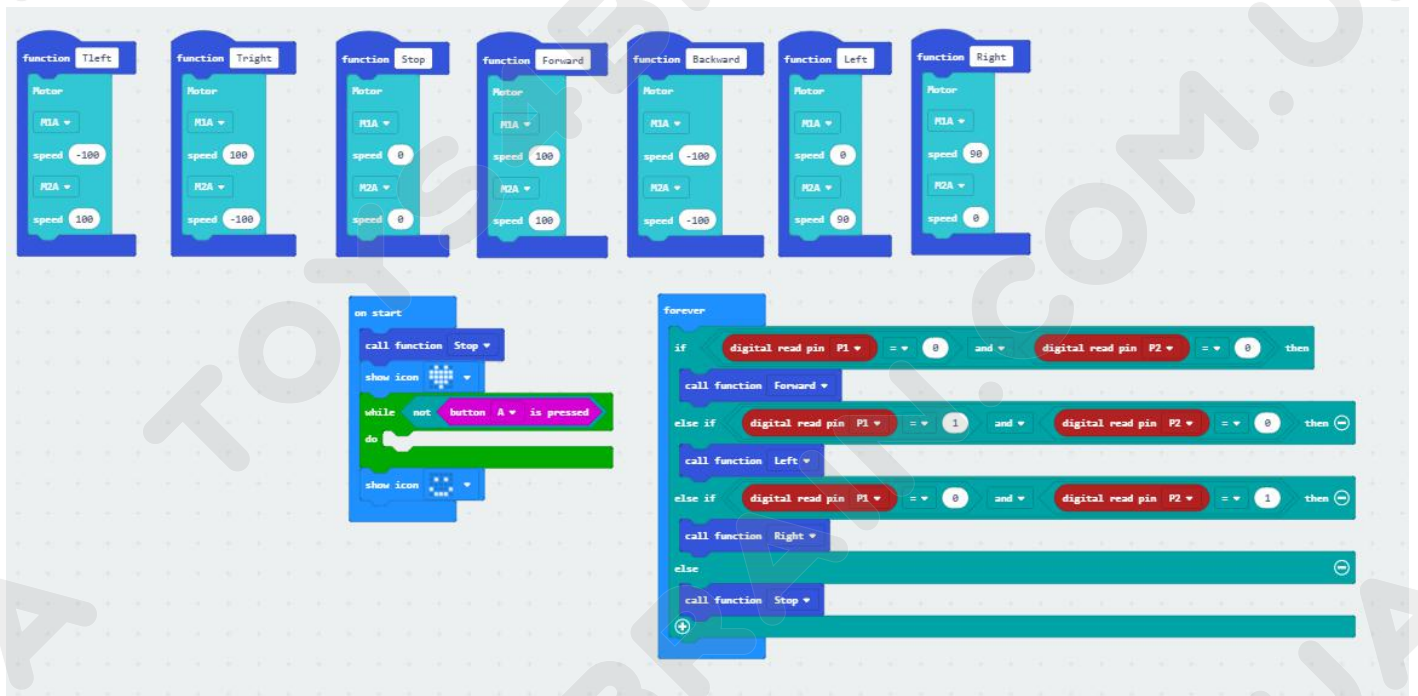 function Tleft
Motor
M1A
speed -100
M2A
speed 100
function Tright
Motor
M1A
speed 100
M2A
speed -100
function Stop
Motor
M1A
speed 0
M2A
speed 0
function Forward
Motor
M1A
speed 100
M2A
speed 100
function Backward
Motor
M1A
speed -100
M2A
speed -100
function Left
Motor
M1A
speed 0
M2A
speed 90
function Right
Motor
M1A
speed 90
M2A
speed 0
on start
call function Stop
show icon
while not button A is pressed
do
show icon
forever
if digital read pin P1 = 0 and digital read pin P2 = 0 then
call function Forward
else if digital read pin P1 = 1 and digital read pin P2 = 0 then
call function Left
else if digital read pin P1 = 0 and digital read pin P2 = 1 then
call function Right
else
call function Stop
TOYS4BRAIN.COM.UA